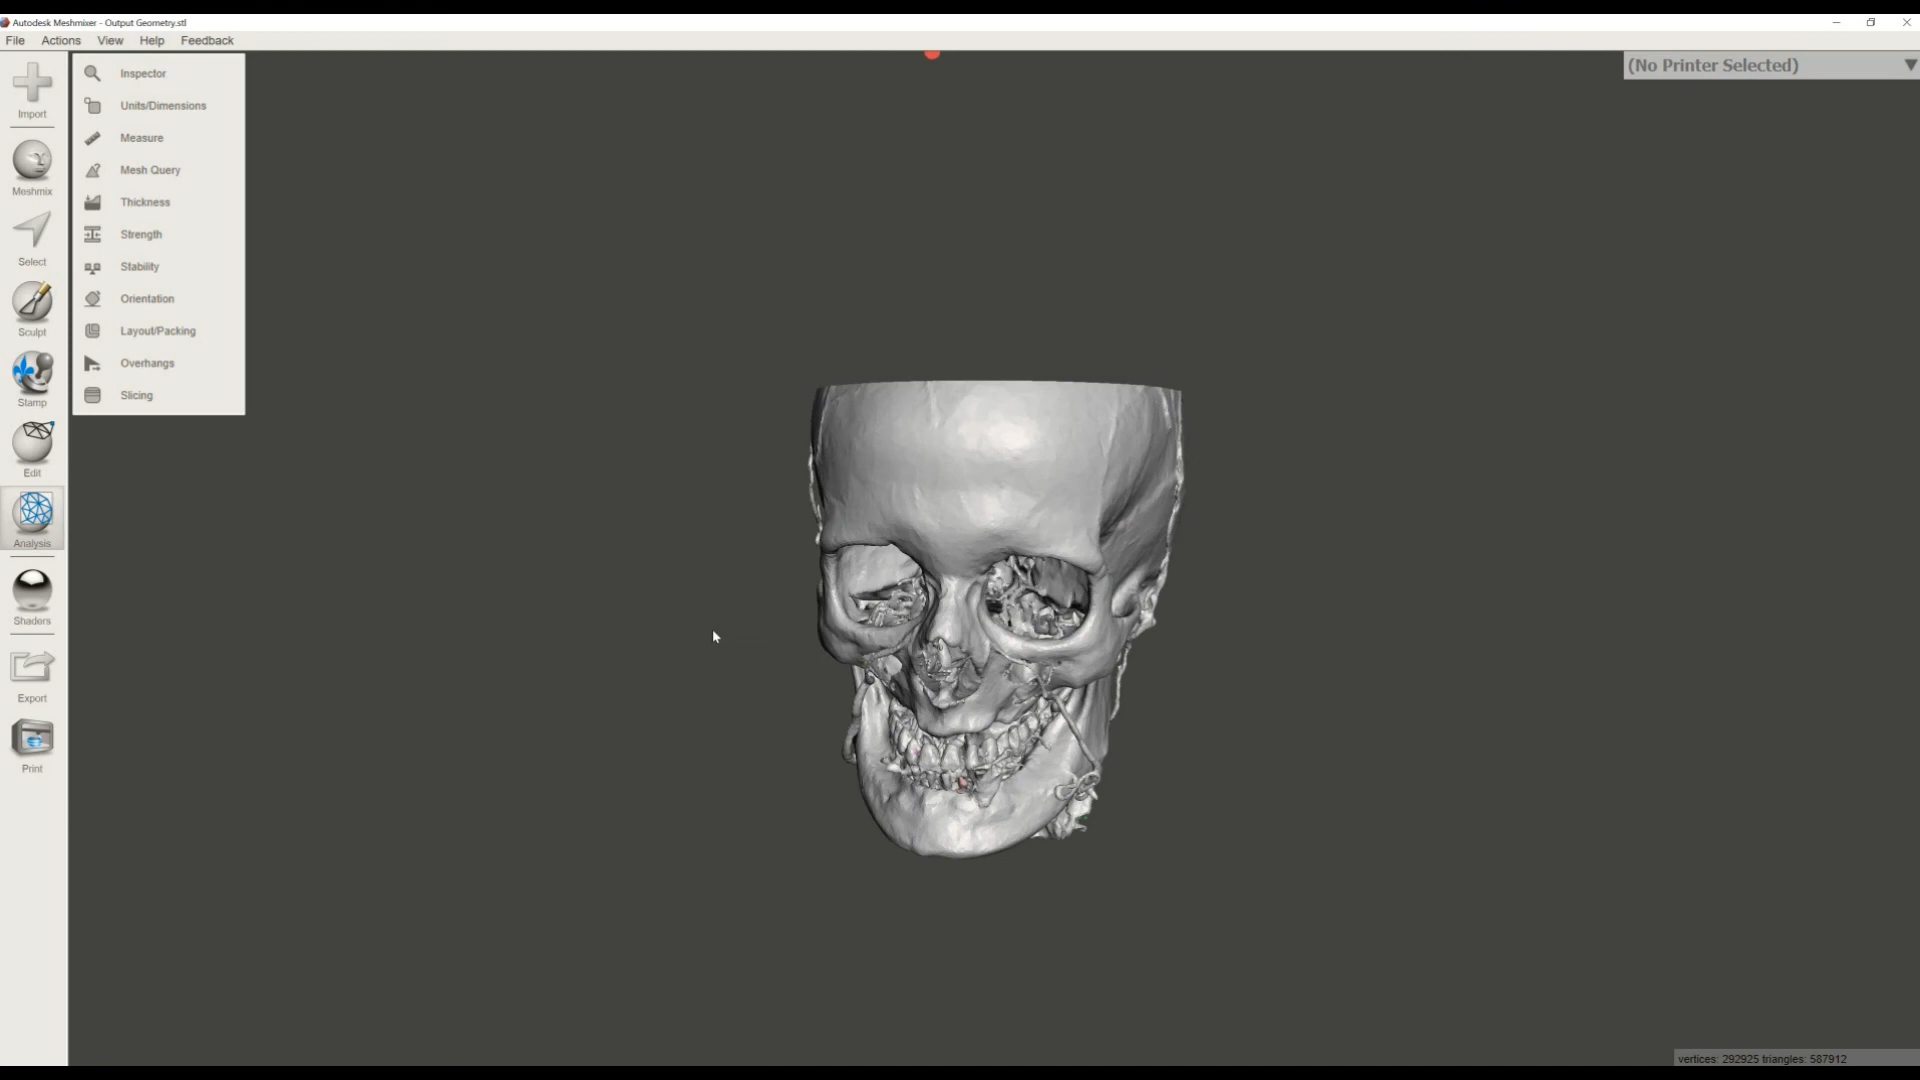 Autodesk Meshmixer - Output Geometry.stl
File Actions View Help Feedback
Import
Meshmix
Select
Sculpt
Stamp
Edit
Analysis
Shaders
Export
Print
Inspector
Units/Dimensions
Measure
Mesh Query
Thickness
Strength
Stability
Orientation
Layout/Packing
Overhangs
Slicing
(No Printer Selected)
vertices: 292925 triangles: 587912